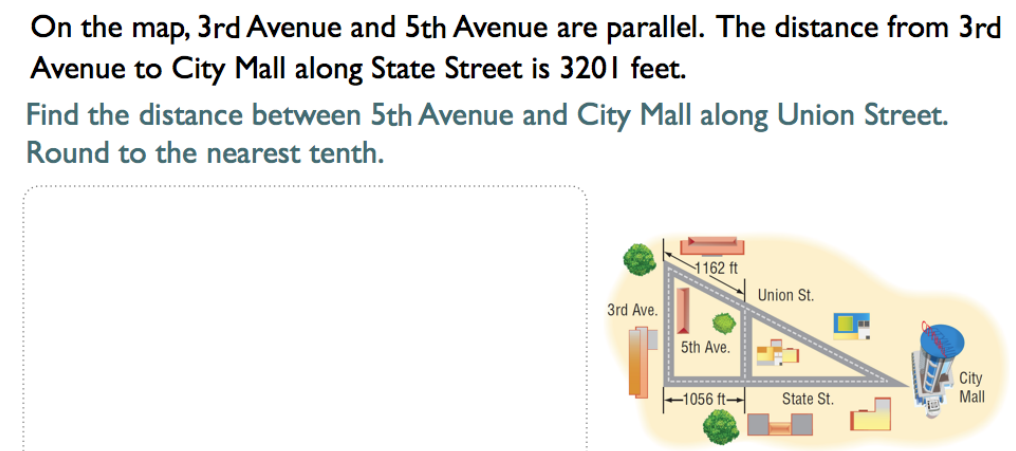 On the map, 3rd Avenue and 5th Avenue are parallel. The distance from 3rd
Avenue to City Mall along State Street is 3201 feet.
Find the distance between 5th Avenue and City Mall along Union Street.
Round to the nearest tenth.
1162 ft
Union St.
3rd Ave.
5th Ave.
City
Mall
1056 ft
State St.